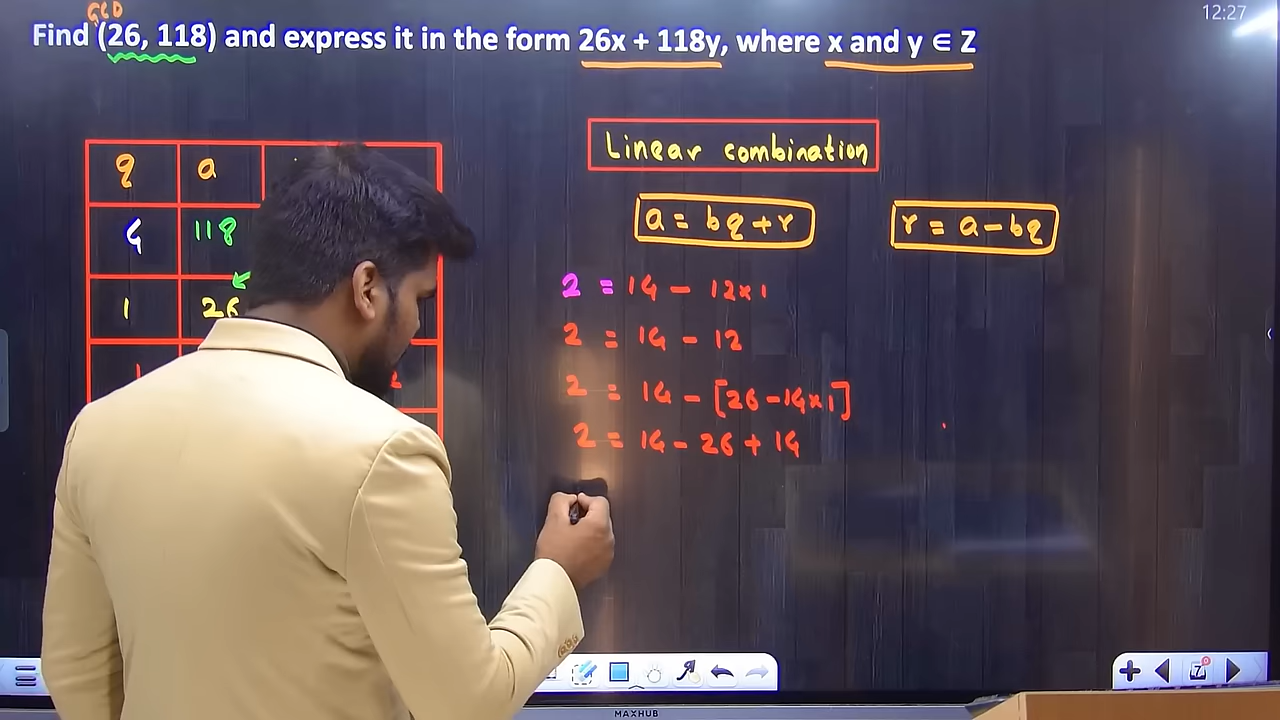 12:27
GCD
Find (26, 118) and express it in the form 26x + 118y, where x and y ∈ Z
Linear combination
q a
4 118
1 26
1 2
a = bq + r
r = a - bq
2 = 14 - 12x1
2 = 14 - 12
2 = 14 - [26 - 14x1]
2 = 14 - 26 + 14
MAXHUB